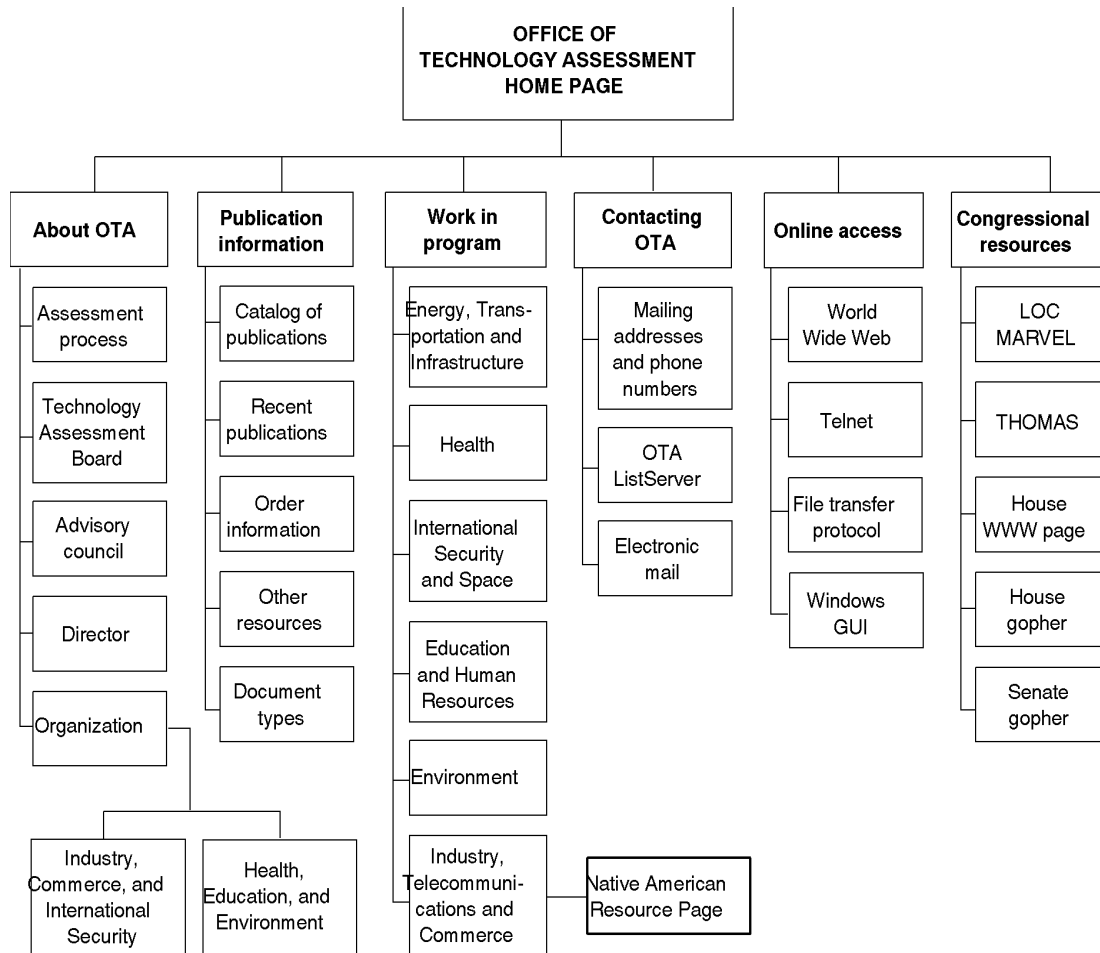 OFFICE OF
TECHNOLOGY ASSESSMENT
HOME PAGE
About OTA
Publication
information
Work in
program
Contacting
OTA
Online access
Congressional
resources
Assessment
process
Technology
Assessment
Board
Advisory
council
Director
Organization
Industry,
Commerce, and
International
Security
Health,
Education, and
Environment
Catalog of
publications
Recent
publications
Order
information
Other
resources
Document
types
Energy, Trans-
portation and
Infrastructure
Health
International
Security
and Space
Education
and Human
Resources
Environment
Industry,
Telecommuni-
cations and
Commerce
Native American
Resource Page
Mailing
addresses
and phone
numbers
OTA
ListServer
Electronic
mail
World
Wide Web
Telnet
File transfer
protocol
Windows
GUI
LOC
MARVEL
THOMAS
House
WWW page
House
gopher
Senate
gopher